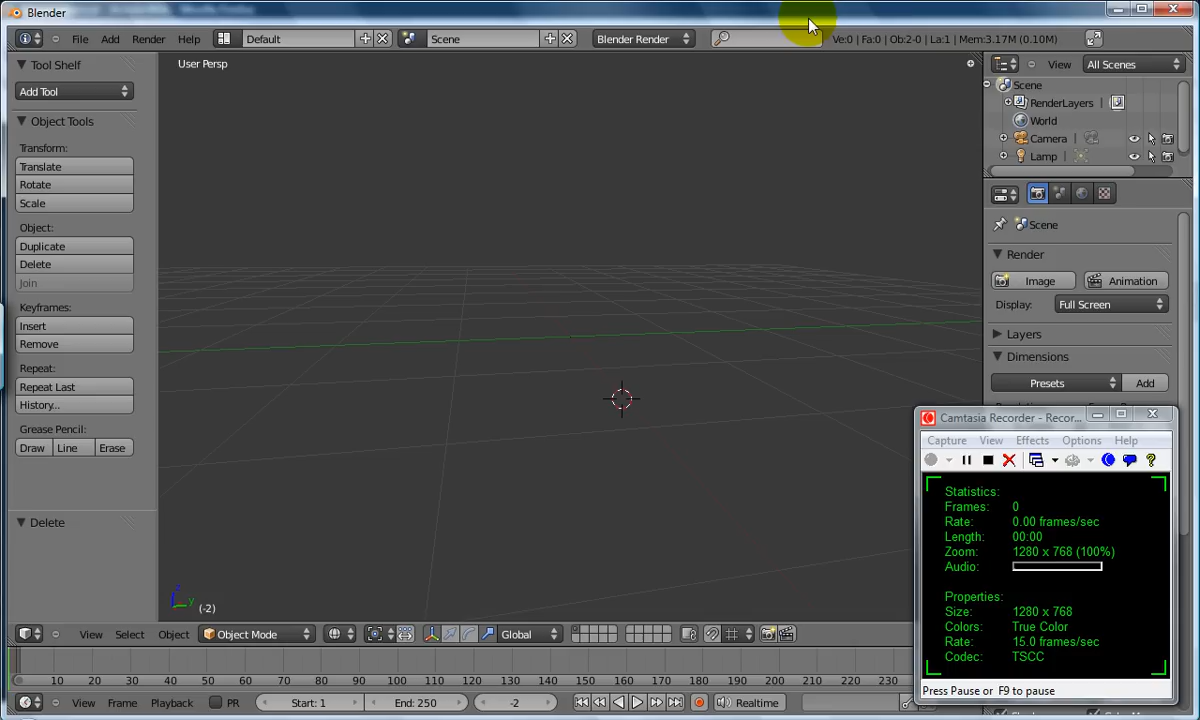 Blender
File Add Render Help Default Scene Blender Render Ve:0 | Fa:0 | Ob:2-0 | La:1 | Mem:3.17M (0.10M)
Tool Shelf
Add Tool
Object Tools
Transform:
Translate
Rotate
Scale
Object:
Duplicate
Delete
Join
Keyframes:
Insert
Remove
Repeat:
Repeat Last
History...
Grease Pencil:
Draw Line Erase
Delete
User Persp
z
y
(-2)
View All Scenes
Scene
RenderLayers |
World
Camera |
Lamp |
Scene
Render
Image Animation
Display: Full Screen
Layers
Dimensions
Presets Add
Camtasia Recorder - Recor...
Capture View Effects Options Help
Statistics:
Frames: 0
Rate: 0.00 frames/sec
Length: 00:00
Zoom: 1280 x 768 (100%)
Audio:
Properties:
Size: 1280 x 768
Colors: True Color
Rate: 15.0 frames/sec
Codec: TSCC
Press Pause or F9 to pause
View Select Object Object Mode Global
10 20 30 40 50 60 70 80 90 100 110 120 130 140 150 160 170 180 190 200 210 220 230
View Frame Playback PR Start: 1 End: 250 -2 Realtime